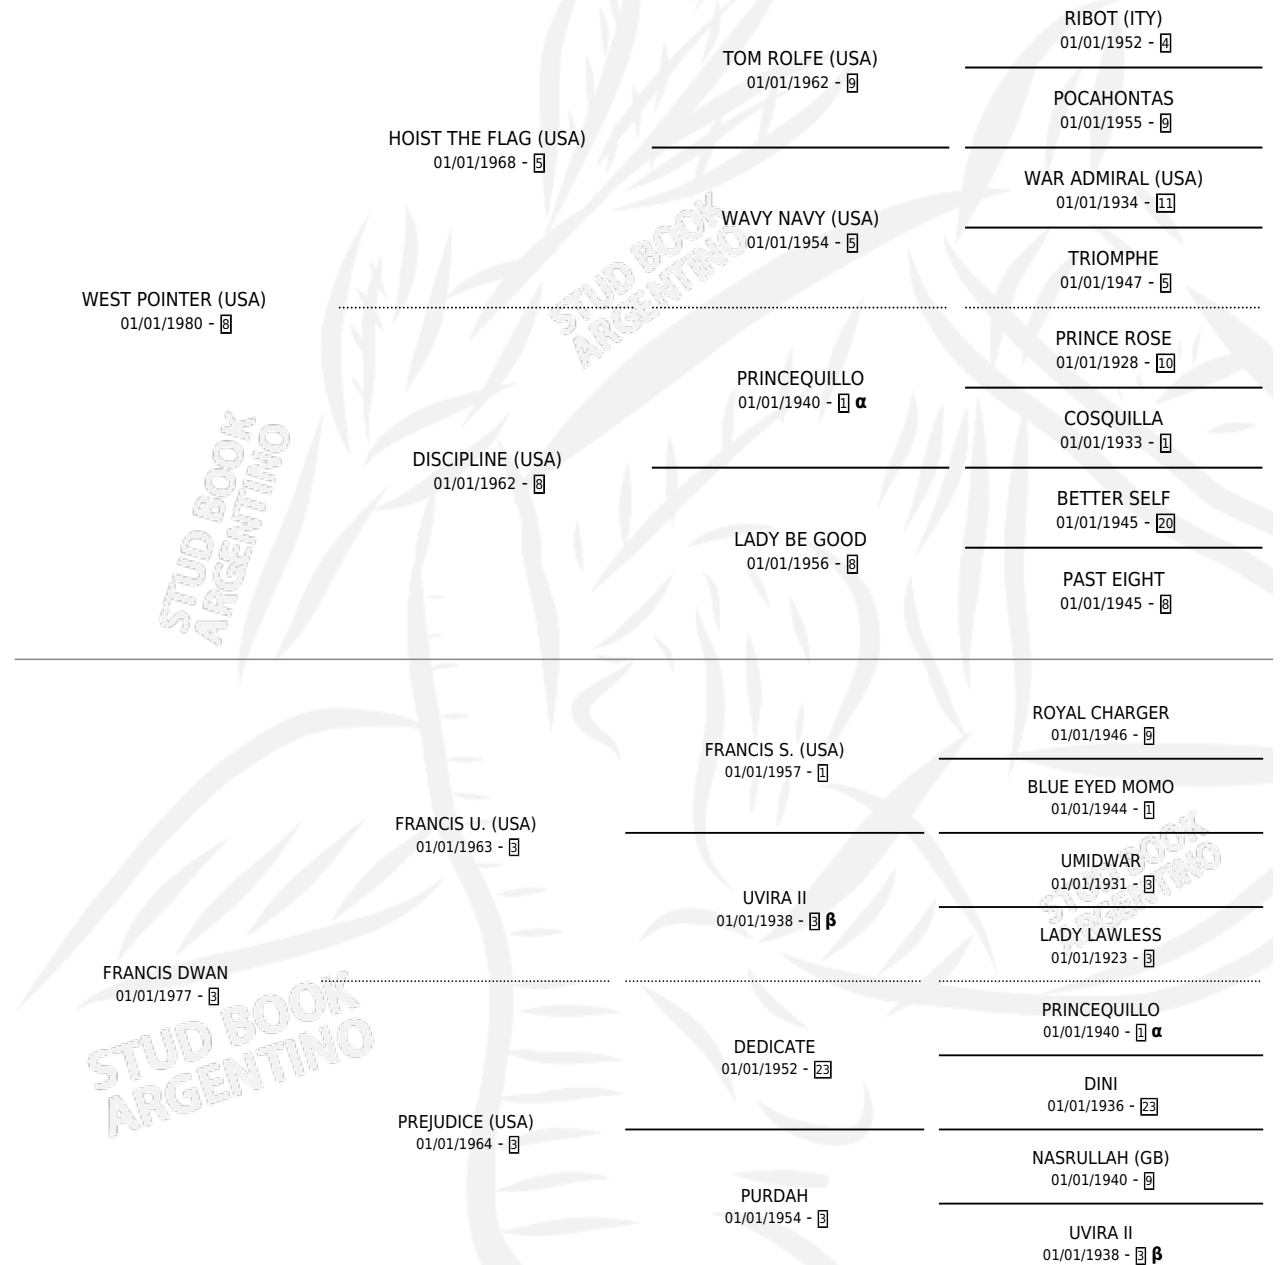 RIBOT (ITY)
01/01/1952 - 4
TOM ROLFE (USA)
01/01/1962 - 9
POCAHONTAS
01/01/1955 - 9
HOIST THE FLAG (USA)
01/01/1968 - 5
WAR ADMIRAL (USA)
01/01/1934 - 11
WAVY NAVY (USA)
01/01/1954 - 5
TRIOMPHE
01/01/1947 - 5
WEST POINTER (USA)
01/01/1980 - 8
PRINCE ROSE
01/01/1928 - 10
PRINCEQUILLO
01/01/1940 - 1 α
COSQUILLA
01/01/1933 - 1
DISCIPLINE (USA)
01/01/1962 - 8
BETTER SELF
01/01/1945 - 20
LADY BE GOOD
01/01/1956 - 8
PAST EIGHT
01/01/1945 - 8
ROYAL CHARGER
01/01/1946 - 9
FRANCIS S. (USA)
01/01/1957 - 1
BLUE EYED MOMO
01/01/1944 - 1
FRANCIS U. (USA)
01/01/1963 - 3
UMIDWAR
01/01/1931 - 3
UVIRA II
01/01/1938 - 3 β
LADY LAWLESS
01/01/1923 - 3
FRANCIS DWAN
01/01/1977 - 3
PRINCEQUILLO
01/01/1940 - 1 α
DEDICATE
01/01/1952 - 23
DINI
01/01/1936 - 23
PREJUDICE (USA)
01/01/1964 - 3
NASRULLAH (GB)
01/01/1940 - 9
PURDAH
01/01/1954 - 3
UVIRA II
01/01/1938 - 3 β
STUD BOOK
ARGENTINO
STUD BOOK
ARGENTINO
STUD BOOK
ARGENTINO
STUD BOOK
ARGENTINO